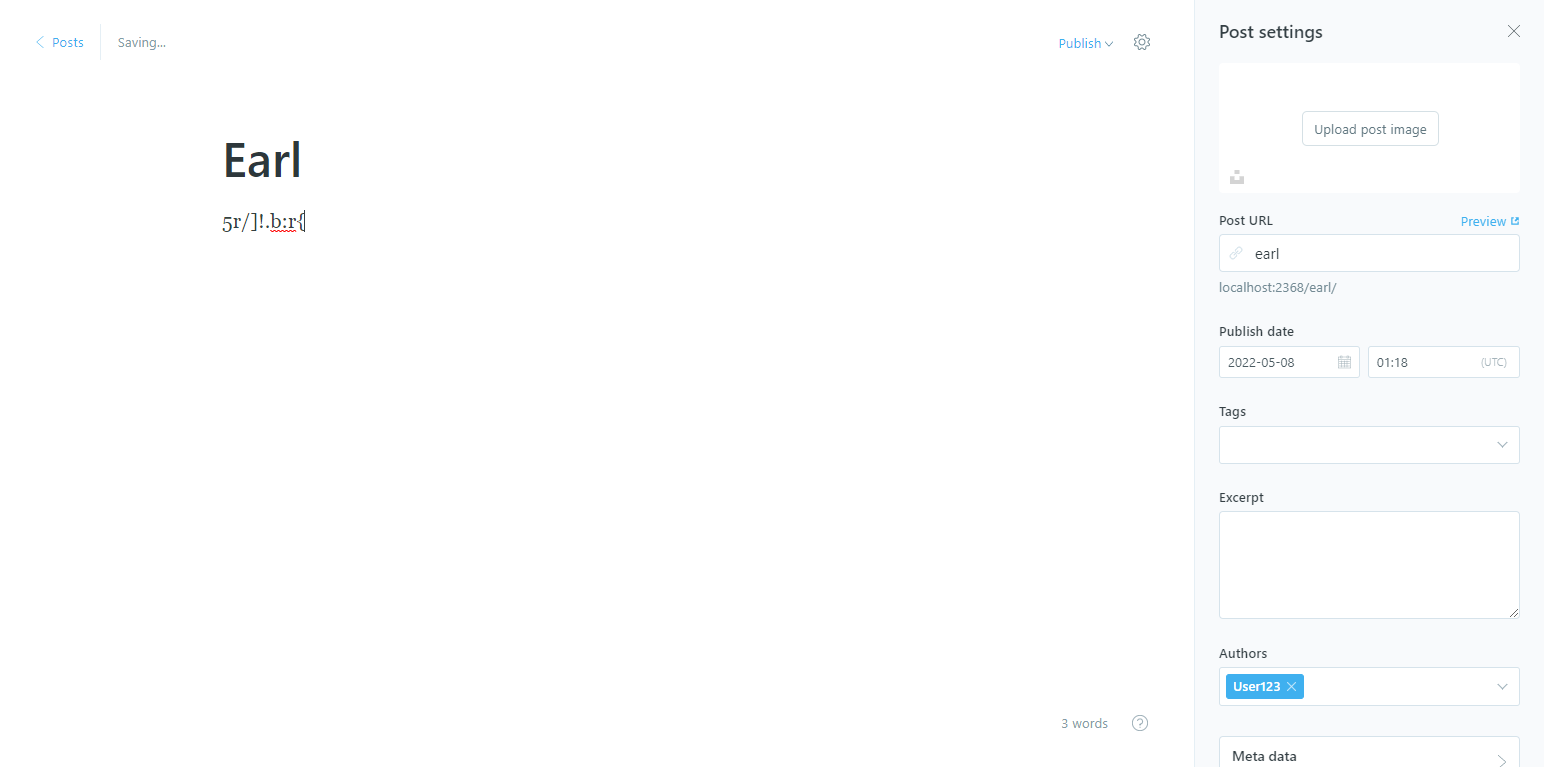 Posts
Saving...
Publish
Earl
5r/]!.b:r{
3 words
Post settings
Upload post image
Post URL
Preview
earl
localhost:2368/earl/
Publish date
2022-05-08
01:18
(UTC)
Tags
Excerpt
Authors
User123
Meta data